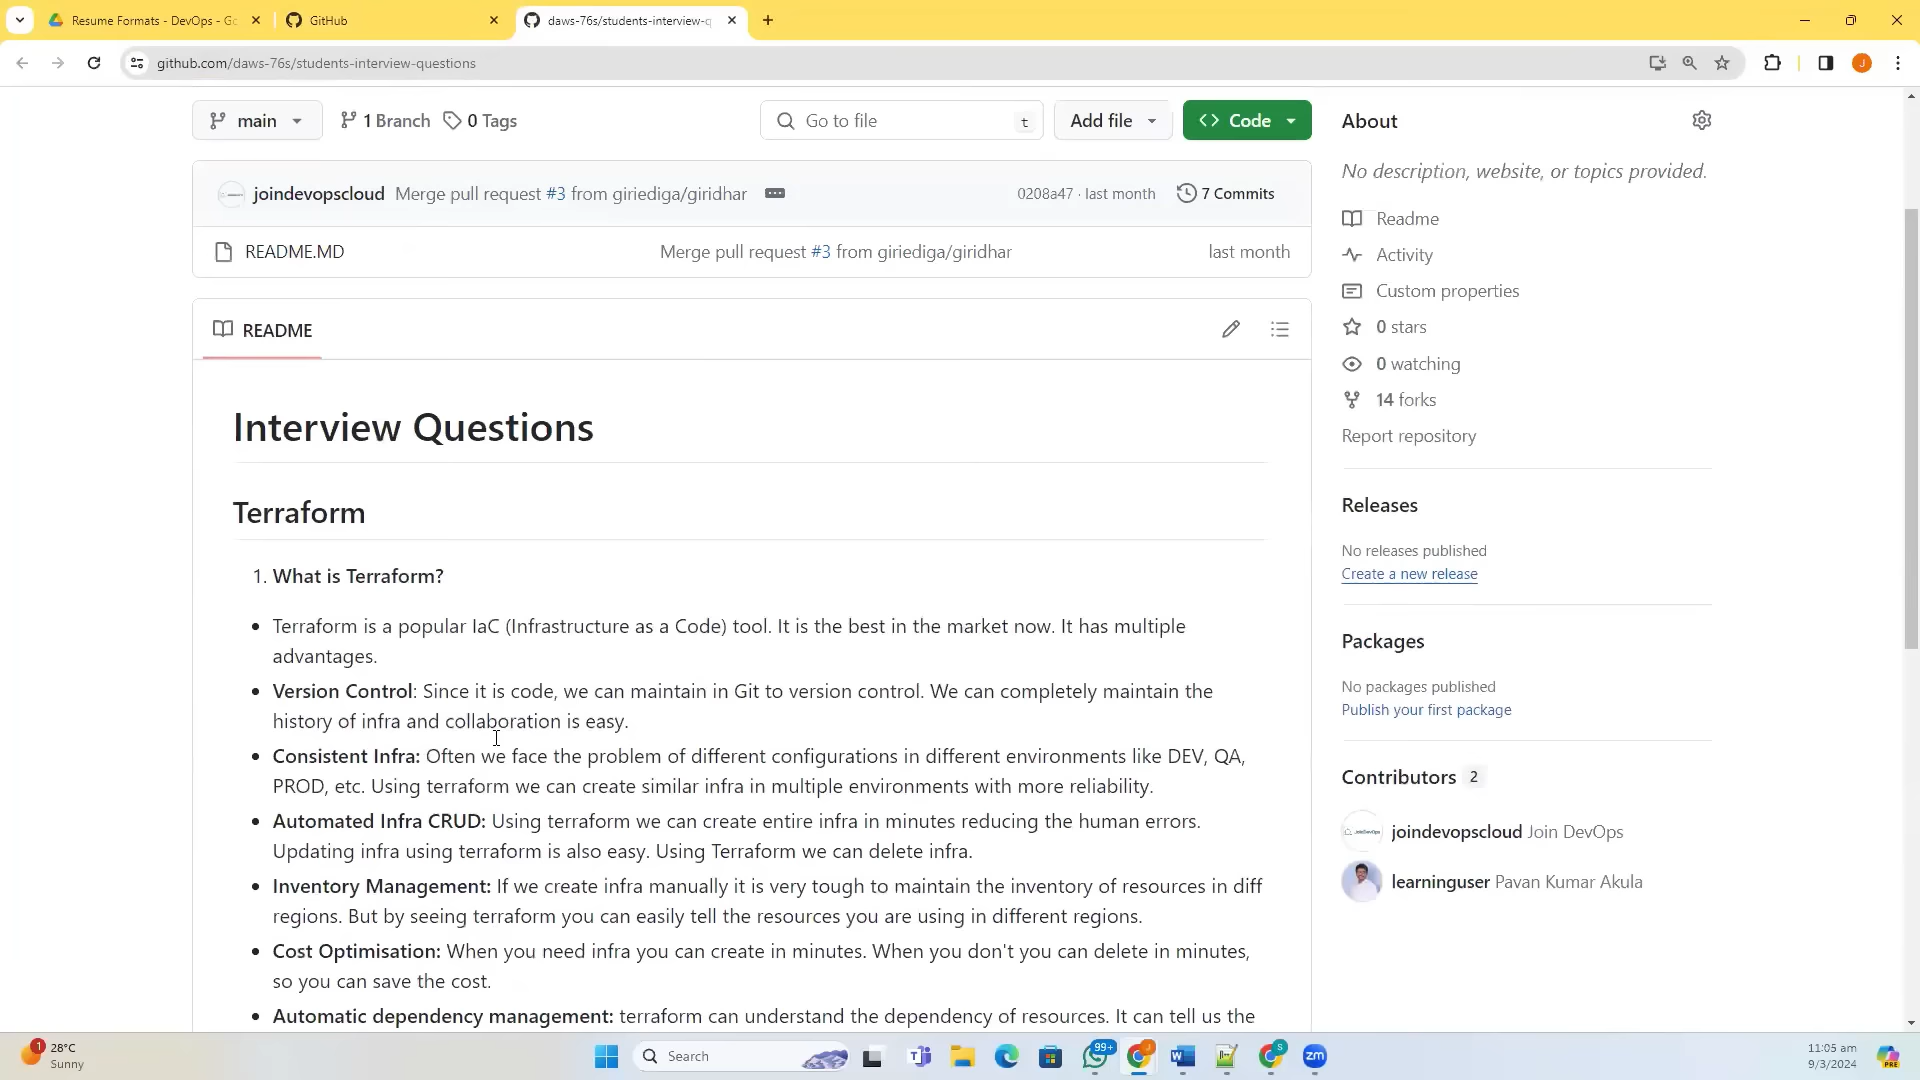 Resume Formats - DevOps - Go
GitHub
daws-76s/students-interview-q
github.com/daws-76s/students-interview-questions
J
main
1 Branch
0 Tags
Go to file
t
Add file
Code
joindevopscloud Merge pull request #3 from giriediga/giridhar
0208a47 · last month
7 Commits
README.MD
Merge pull request #3 from giriediga/giridhar
last month
README
Interview Questions
Terraform
1. What is Terraform?
• Terraform is a popular IaC (Infrastructure as a Code) tool. It is the best in the market now. It has multiple
advantages.
• Version Control: Since it is code, we can maintain in Git to version control. We can completely maintain the
history of infra and collaboration is easy.
• Consistent Infra: Often we face the problem of different configurations in different environments like DEV, QA,
PROD, etc. Using terraform we can create similar infra in multiple environments with more reliability.
• Automated Infra CRUD: Using terraform we can create entire infra in minutes reducing the human errors.
Updating infra using terraform is also easy. Using Terraform we can delete infra.
• Inventory Management: If we create infra manually it is very tough to maintain the inventory of resources in diff
regions. But by seeing terraform you can easily tell the resources you are using in different regions.
• Cost Optimisation: When you need infra you can create in minutes. When you don't you can delete in minutes,
so you can save the cost.
• Automatic dependency management: terraform can understand the dependency of resources. It can tell us the
About
No description, website, or topics provided.
Readme
Activity
Custom properties
0 stars
0 watching
14 forks
Report repository
Releases
No releases published
Create a new release
Packages
No packages published
Publish your first package
Contributors 2
joindevopscloud Join DevOps
learninguser Pavan Kumar Akula
1
28°C
Sunny
Search
99+
J
W
S
zm
11:05 am
9/3/2024
PRE